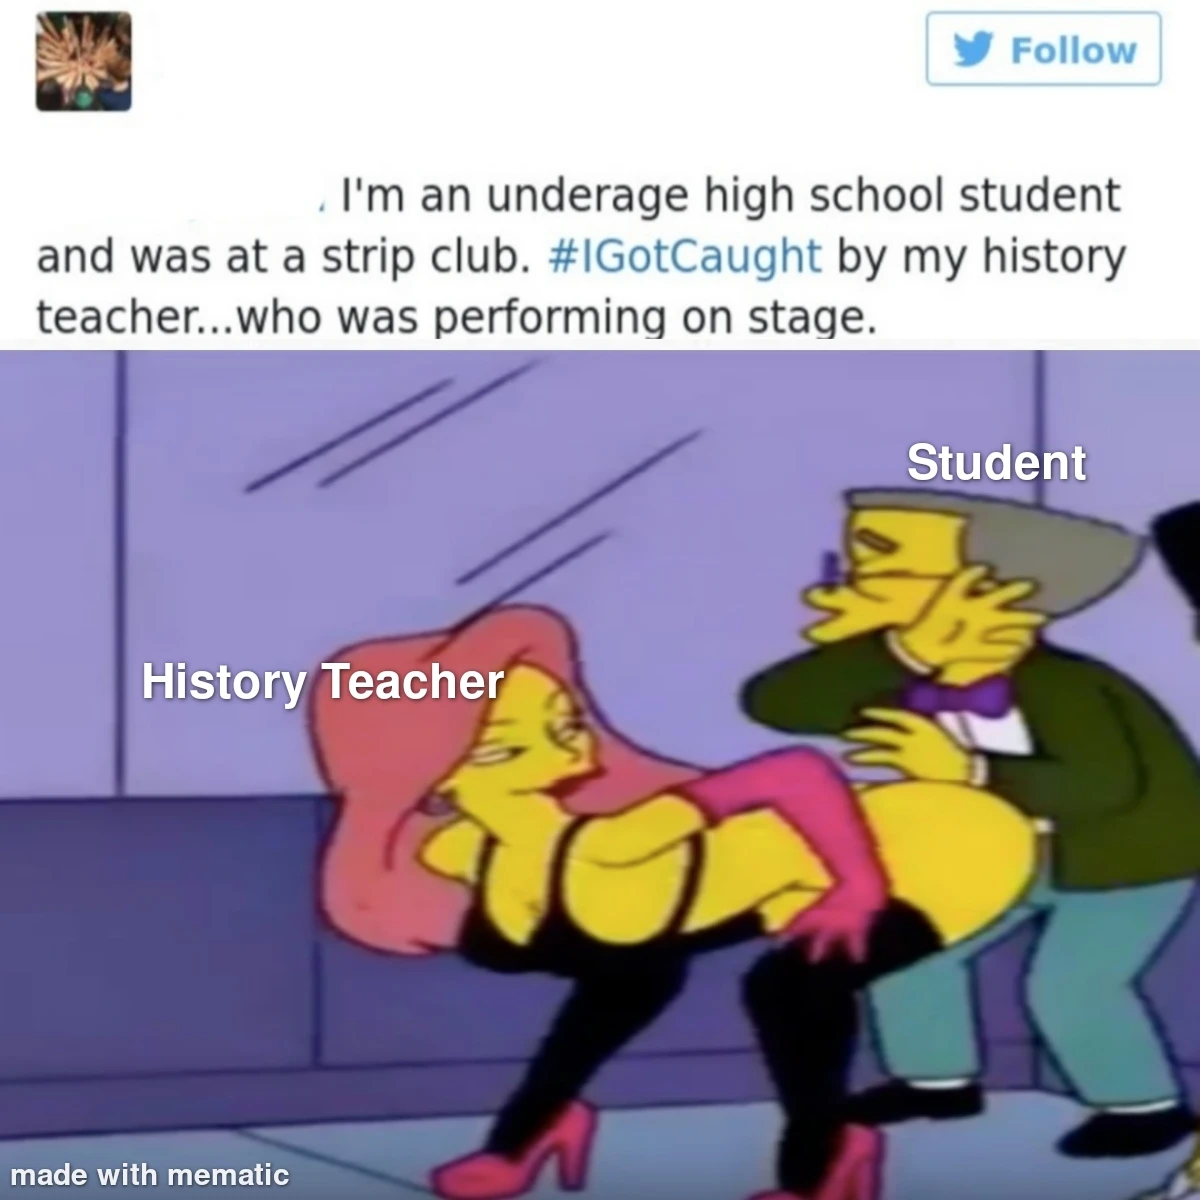 Follow
I'm an underage high school student
and was at a strip club. #IGotCaught by my history
teacher...who was performing on stage.
Student
History Teacher
made with mematic